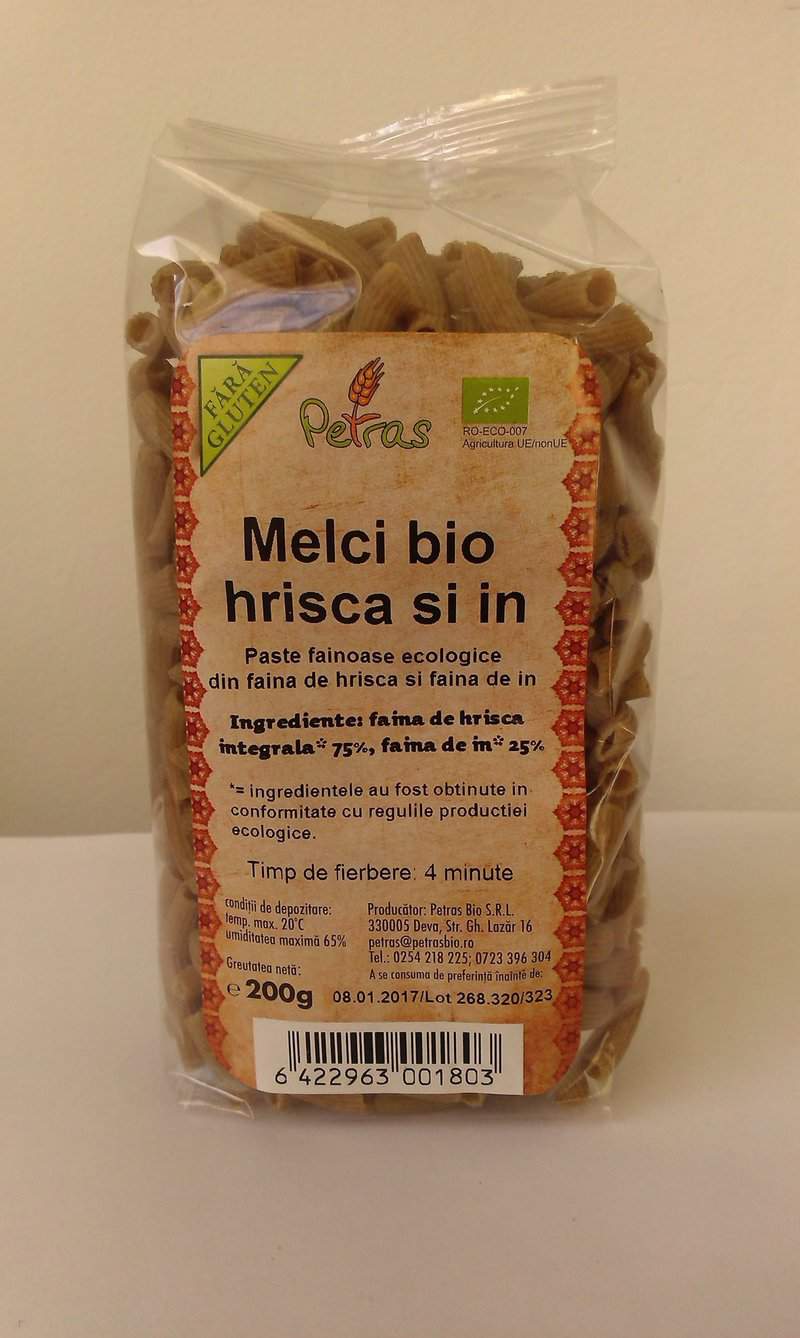 FĂRĂ
GLUTEN
Petras
RO-ECO-007
Agricultura UE/nonUE
Melci bio
hrisca si in
Paste fainoase ecologice
din faina de hrisca si faina de in
Ingrediente: faina de hrisca
integrala* 75%, faina de in* 25%
*= ingredientele au fost obtinute in
conformitate cu regulile productiei
ecologice.
Timp de fierbere: 4 minute
condiții de depozitare:
temp. max. 20°C
umiditatea maximă 65%
Greutatea netă:
e 200g
Producător: Petras Bio S.R.L.
330005 Deva, Str. Gh. Lazăr 16
petras@petrasbio.ro
Tel.: 0254 218 225; 0723 396 304
A se consuma de preferință înainte de:
08.01.2017/Lot 268.320/323
6 422963 001803